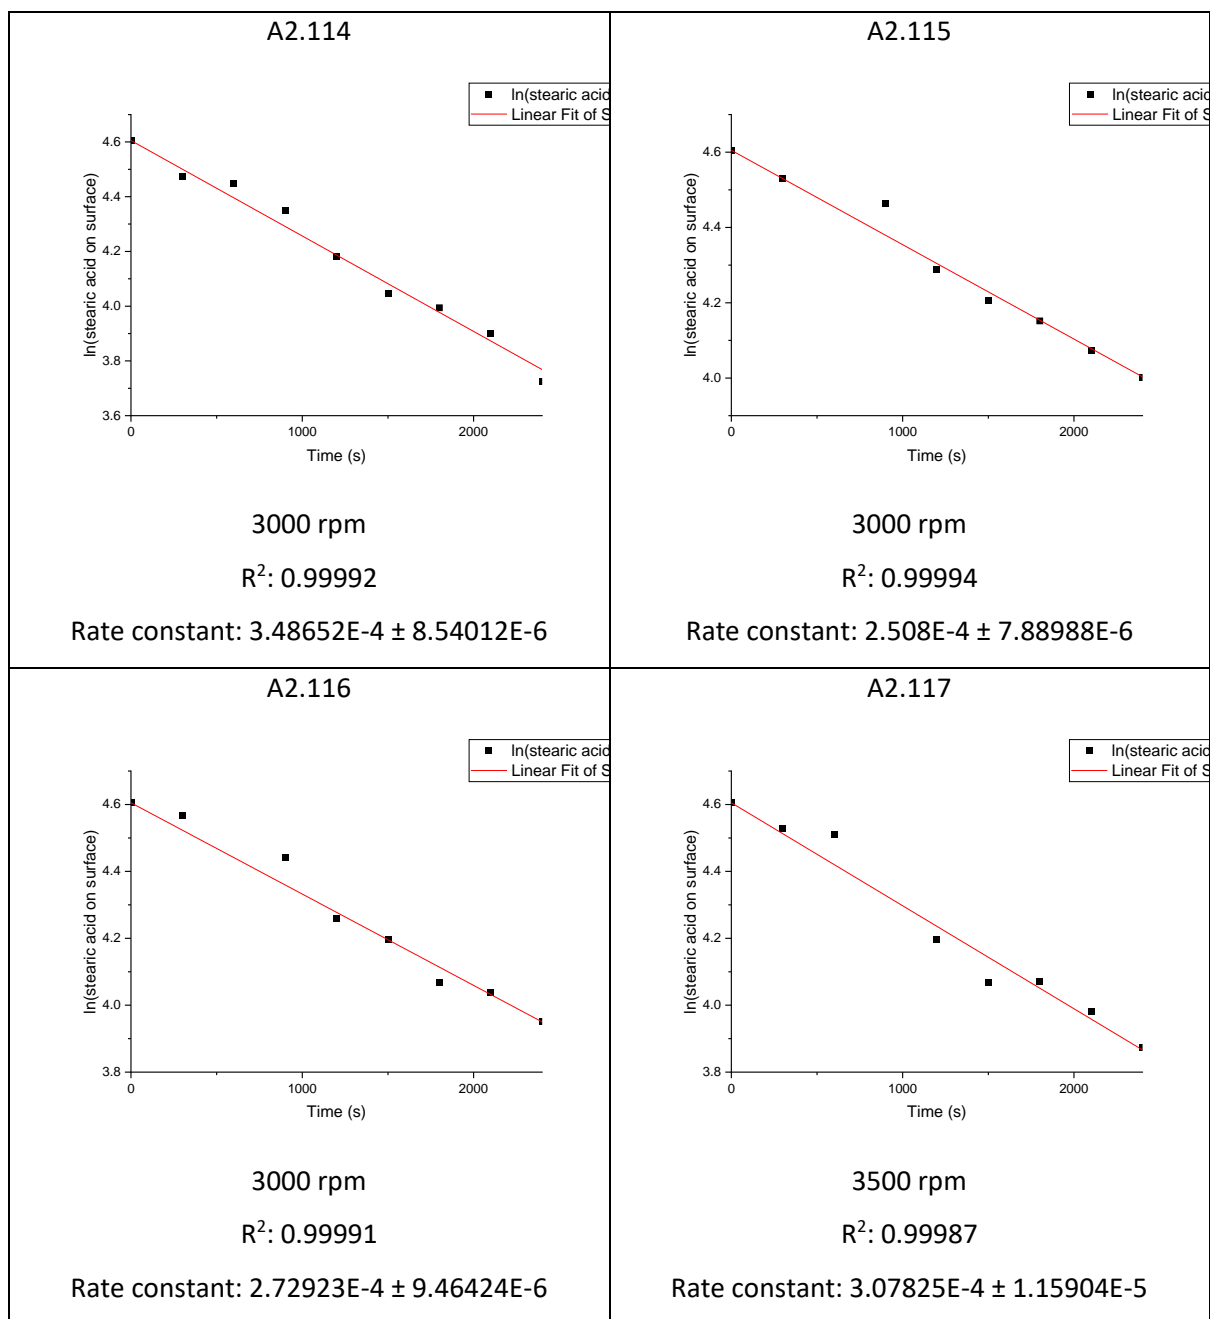 A2.114
ln(stearic acid
Linear Fit of S
4.6
4.4
4.2
4.0
3.8
3.6
0
1000
2000
ln(stearic acid on surface)
Time (s)
3000 rpm
R²: 0.99992
Rate constant: 3.48652E-4 ± 8.54012E-6
A2.115
ln(stearic acid
Linear Fit of S
4.6
4.4
4.2
4.0
0
1000
2000
ln(stearic acid on surface)
Time (s)
3000 rpm
R²: 0.99994
Rate constant: 2.508E-4 ± 7.88988E-6
A2.116
ln(stearic acid
Linear Fit of S
4.6
4.4
4.2
4.0
3.8
0
1000
2000
ln(stearic acid on surface)
Time (s)
3000 rpm
R²: 0.99991
Rate constant: 2.72923E-4 ± 9.46424E-6
A2.117
ln(stearic acid
Linear Fit of S
4.6
4.4
4.2
4.0
3.8
0
1000
2000
ln(stearic acid on surface)
Time (s)
3500 rpm
R²: 0.99987
Rate constant: 3.07825E-4 ± 1.15904E-5